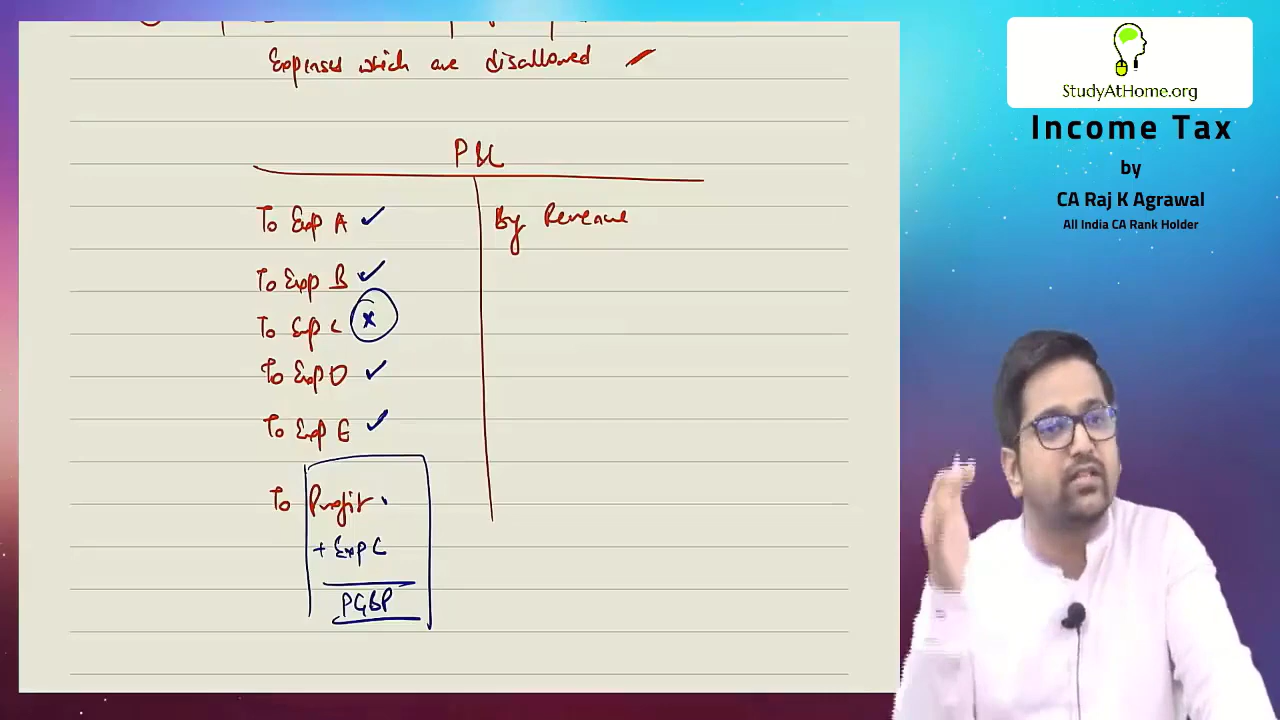 Expenses which are disallowed
P&L
To Exp A ✓
By Revenue
To Exp B ✓
To Exp C x
To Exp D ✓
To Exp E ✓
To Profit
+ Exp C
PGBP
StudyAtHome.org
Income Tax
by
CA Raj K Agrawal
All India CA Rank Holder